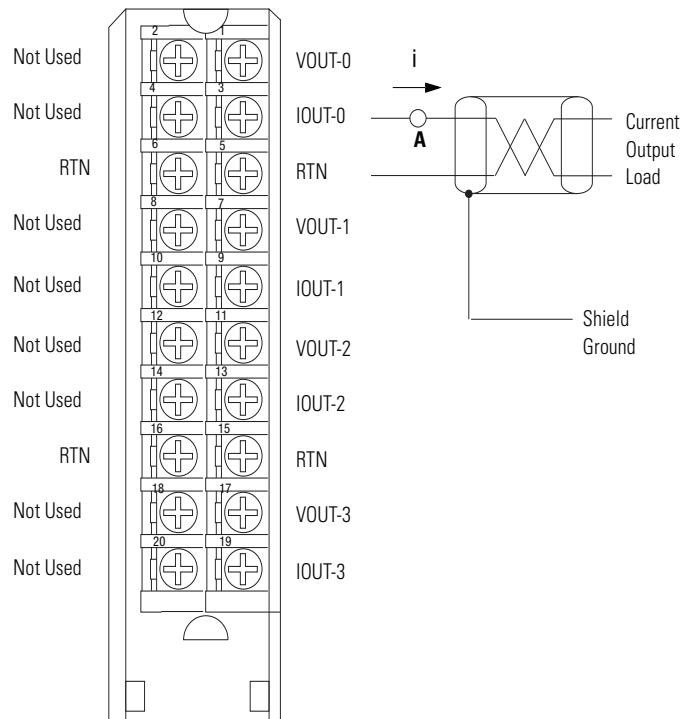 2 1
Not Used VOUT-0
i
4 3
Not Used IOUT-0
A
Current
Output
Load
6 5
RTN RTN
8 7
Not Used VOUT-1
10 9
Not Used IOUT-1
Shield
Ground
12 11
Not Used VOUT-2
14 13
Not Used IOUT-2
16 15
RTN RTN
18 17
Not Used VOUT-3
20 19
Not Used IOUT-3